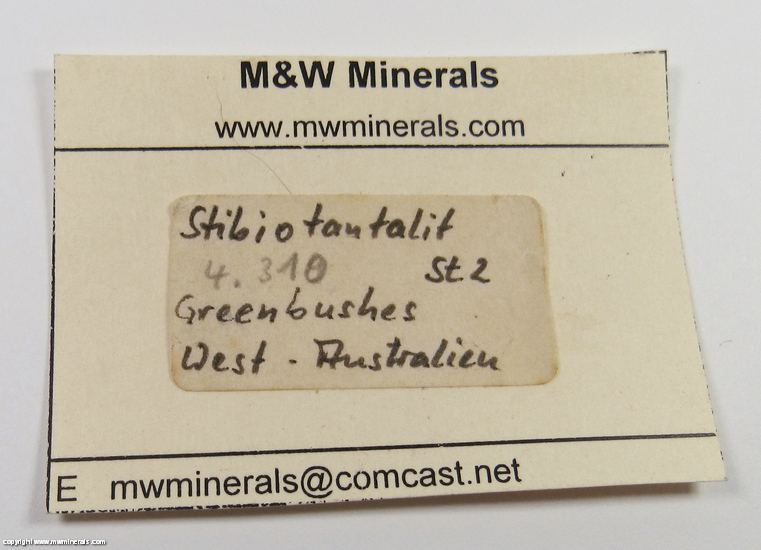 M&W Minerals
www.mwminerals.com
Stibiotantalit
4.310 St 2
Greenbushes
West - Australien
E mwminerals@comcast.net
copyright www.mwminerals.com